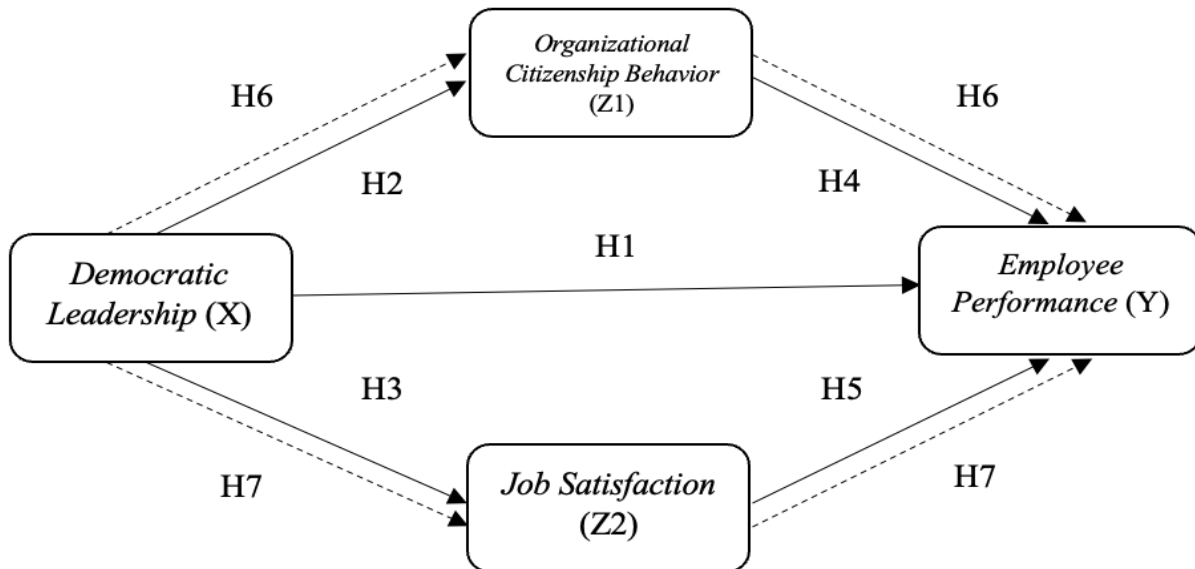 Organizational
Citizenship Behavior
(Z1)
H6
H6
H2
H4
H1
Democratic
Leadership (X)
Employee
Performance (Y)
H3
H5
H7
H7
Job Satisfaction
(Z2)